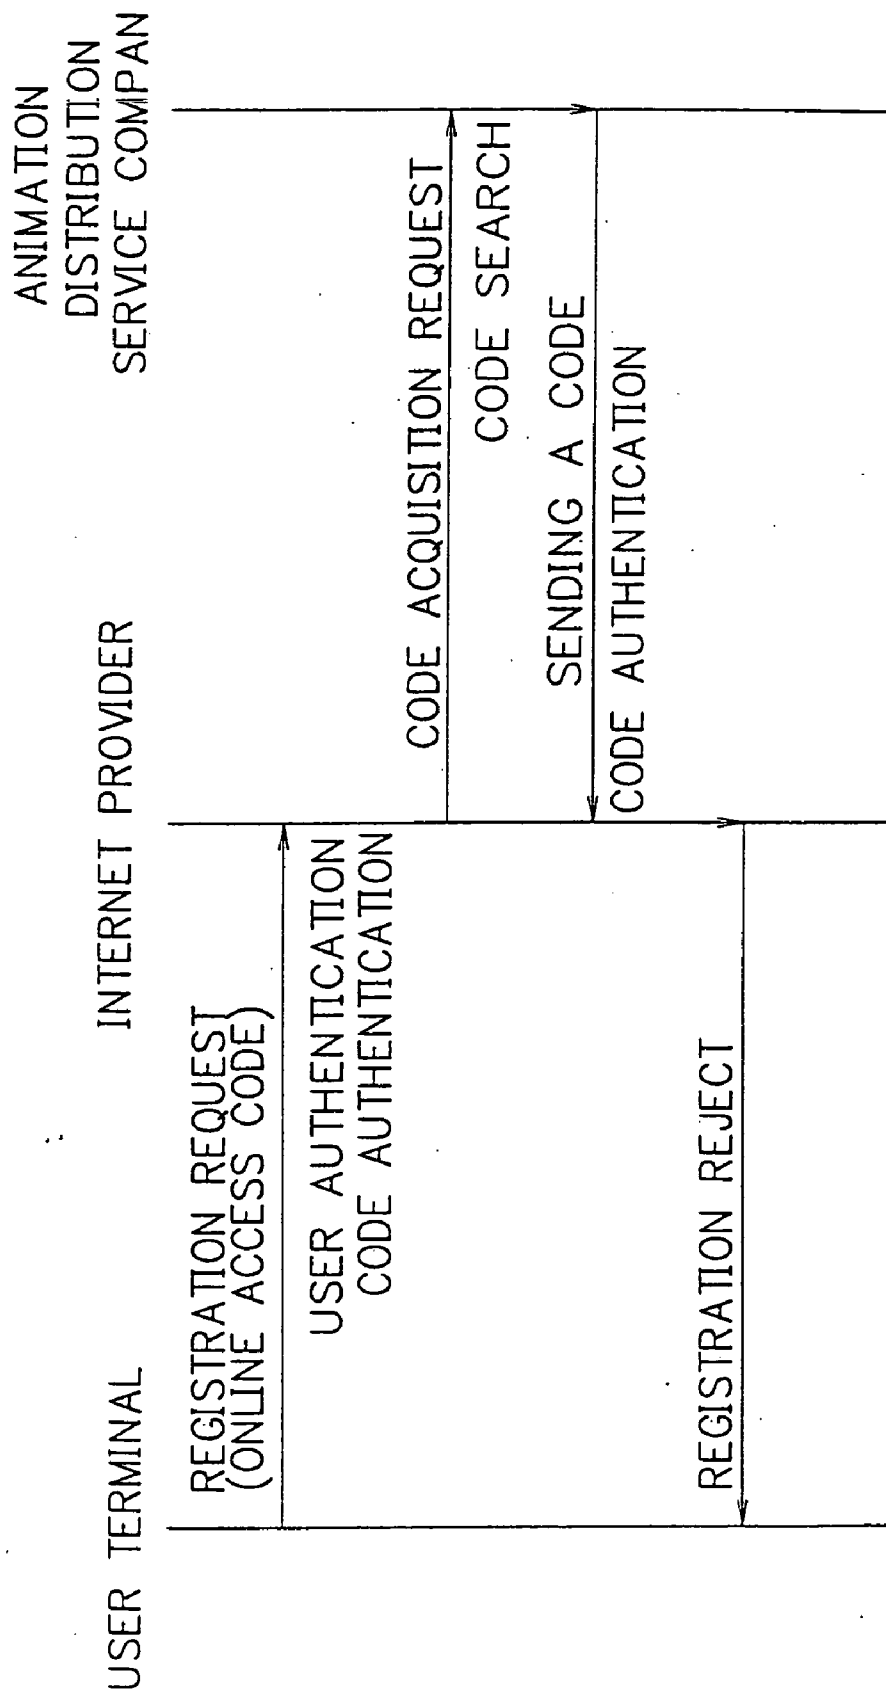 USER TERMINAL
INTERNET PROVIDER
ANIMATION
DISTRIBUTION
SERVICE COMPAN
REGISTRATION REQUEST
(ONLINE ACCESS CODE)
USER AUTHENTICATION
CODE AUTHENTICATION
CODE ACQUISITION REQUEST
CODE SEARCH
SENDING A CODE
CODE AUTHENTICATION
REGISTRATION REJECT